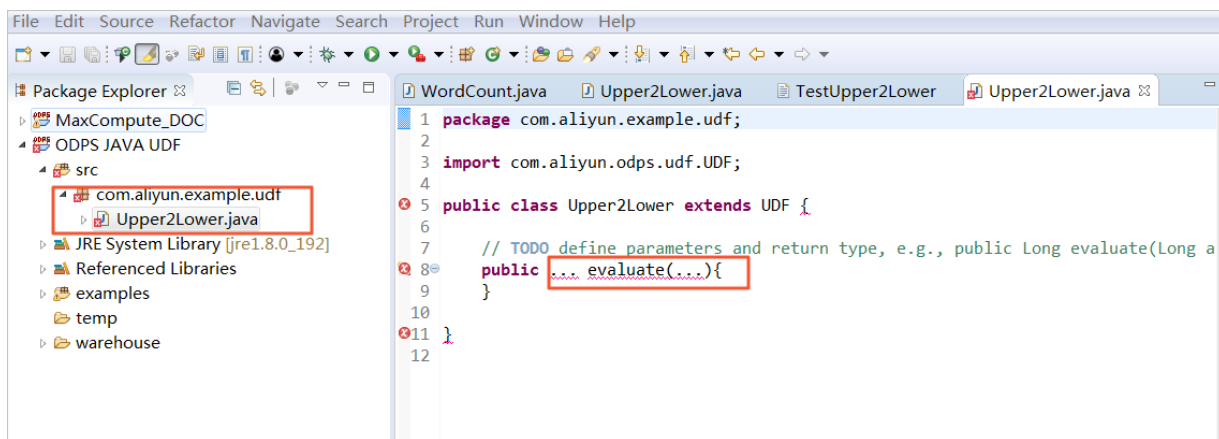 File Edit Source Refactor Navigate Search Project Run Window Help
Package Explorer
MaxCompute_DOC
ODPS JAVA UDF
src
com.aliyun.example.udf
Upper2Lower.java
JRE System Library [jre1.8.0_192]
Referenced Libraries
examples
temp
warehouse
WordCount.java Upper2Lower.java TestUpper2Lower Upper2Lower.java
1 package com.aliyun.example.udf;
2
3 import com.aliyun.odps.udf.UDF;
4
5 public class Upper2Lower extends UDF {
6
7 // TODO define parameters and return type, e.g., public Long evaluate(Long a
8 public ... evaluate(...){
9 }
10
11 }
12